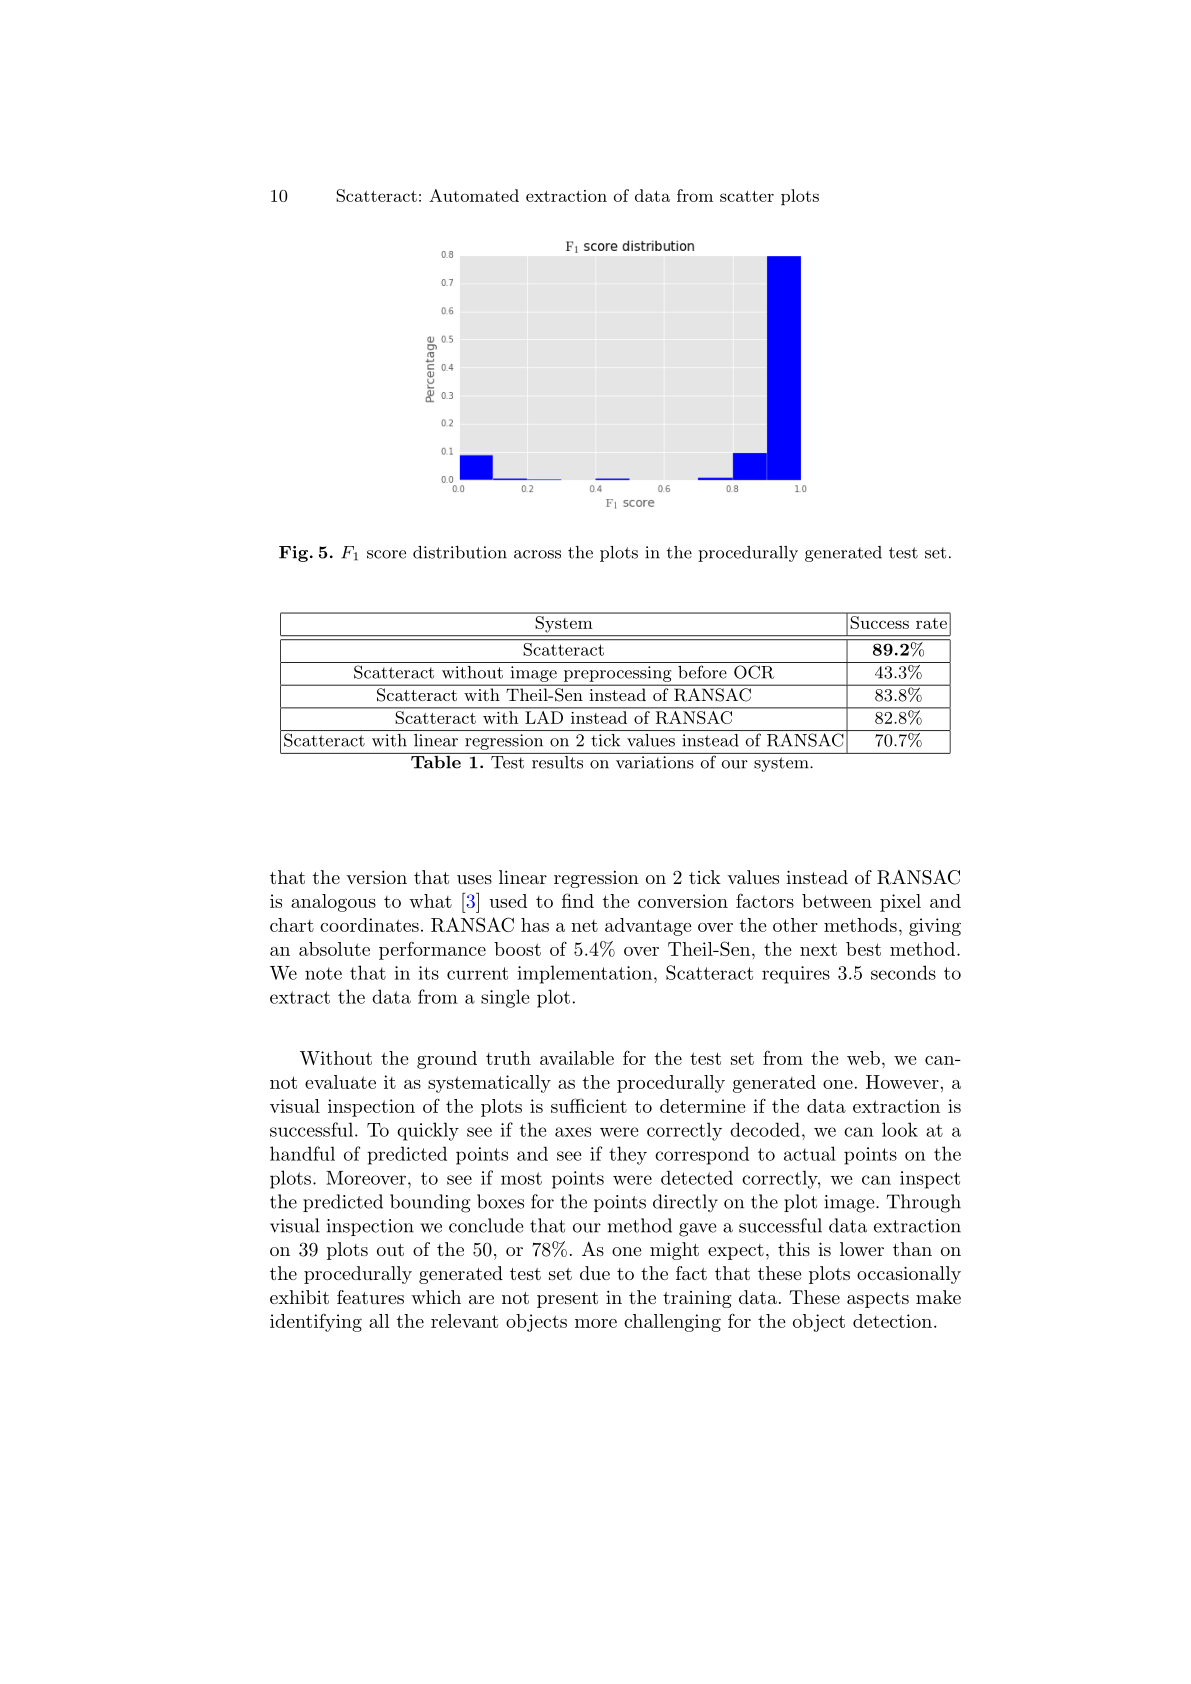 10 Scatteract: Automated extraction of data from scatter plots
F1 score distribution
0.8
0.7
0.6
0.5
0.4
0.3
0.2
0.1
0.0
Percentage
0.0 0.2 0.4 0.6 0.8 1.0
F1 score
Fig. 5. F1 score distribution across the plots in the procedurally generated test set.
System Success rate
Scatteract 89.2%
Scatteract without image preprocessing before OCR 43.3%
Scatteract with Theil-Sen instead of RANSAC 83.8%
Scatteract with LAD instead of RANSAC 82.8%
Scatteract with linear regression on 2 tick values instead of RANSAC 70.7%
Table 1. Test results on variations of our system.
that the version that uses linear regression on 2 tick values instead of RANSAC
is analogous to what [3] used to find the conversion factors between pixel and
chart coordinates. RANSAC has a net advantage over the other methods, giving
an absolute performance boost of 5.4% over Theil-Sen, the next best method.
We note that in its current implementation, Scatteract requires 3.5 seconds to
extract the data from a single plot.
Without the ground truth available for the test set from the web, we can-
not evaluate it as systematically as the procedurally generated one. However, a
visual inspection of the plots is sufficient to determine if the data extraction is
successful. To quickly see if the axes were correctly decoded, we can look at a
handful of predicted points and see if they correspond to actual points on the
plots. Moreover, to see if most points were detected correctly, we can inspect
the predicted bounding boxes for the points directly on the plot image. Through
visual inspection we conclude that our method gave a successful data extraction
on 39 plots out of the 50, or 78%. As one might expect, this is lower than on
the procedurally generated test set due to the fact that these plots occasionally
exhibit features which are not present in the training data. These aspects make
identifying all the relevant objects more challenging for the object detection.